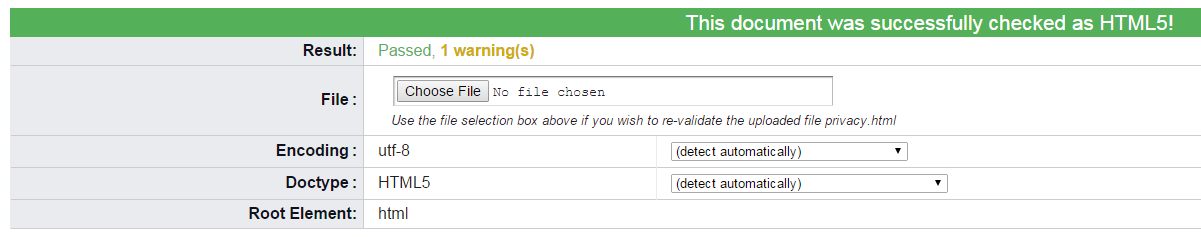 This document was successfully checked as HTML5!
Result: Passed, 1 warning(s)
File : Choose File No file chosen
Use the file selection box above if you wish to re-validate the uploaded file privacy.html
Encoding : utf-8 (detect automatically)
Doctype : HTML5 (detect automatically)
Root Element: html